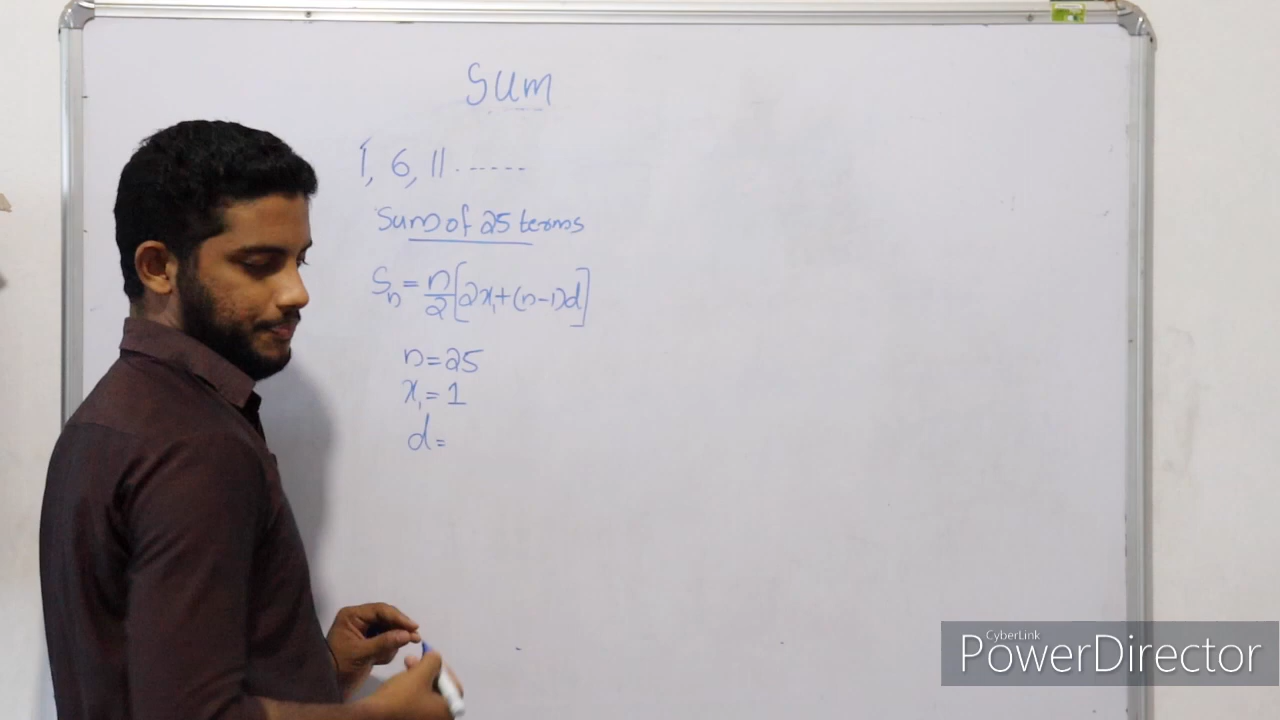 Sum
1, 6, 11 ......
Sum of 25 terms
Sₙ = n/2 [2x₁ + (n-1)d]
n = 25
x₁ = 1
d =
CyberLink
PowerDirector